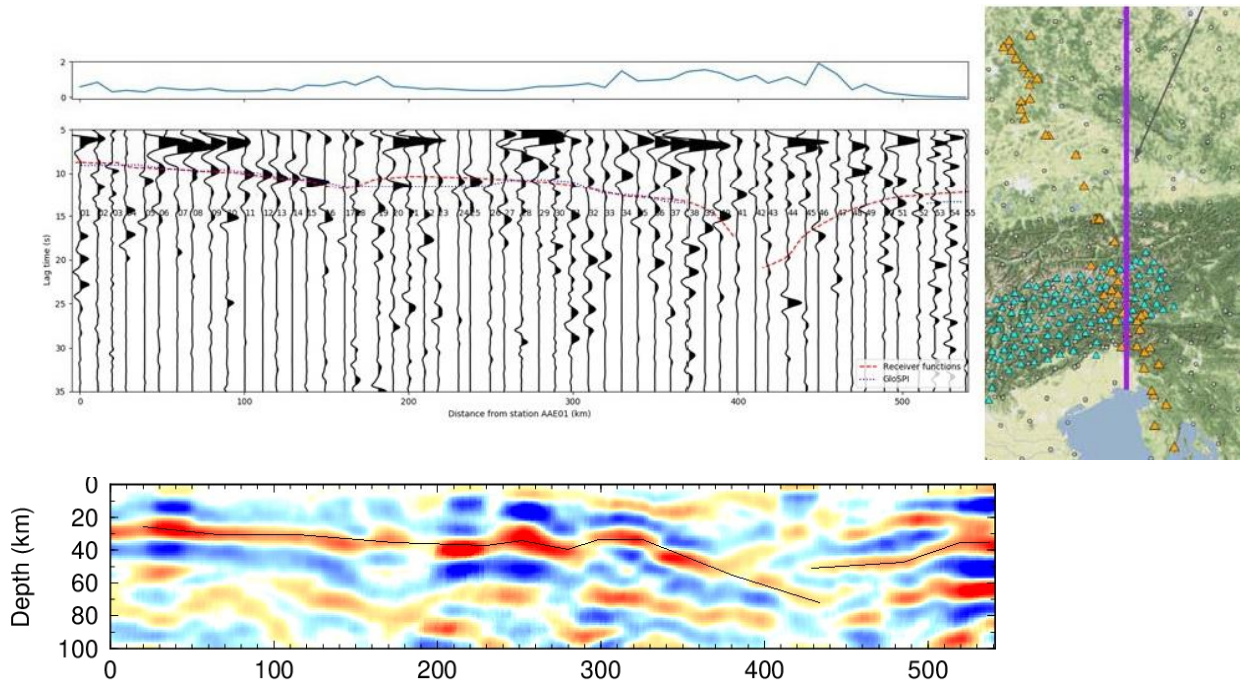 2
0
5
10
15
20
25
30
35
Lag time (s)
01 02 03 04 05 06 07 08 09 10 11 12 13 14 15 16 17 18 19 20 21 22 23 24 25 26 27 28 29 30 31 32 33 34 35 36 37 38 39 40 41 42 43 44 45 46 47 48 49 50 51 52 53 54 55
Receiver functions
GloSPI
0 100 200 300 400 500
Distance from station AAE01 (km)
Depth (km)
0
20
40
60
80
100
0 100 200 300 400 500